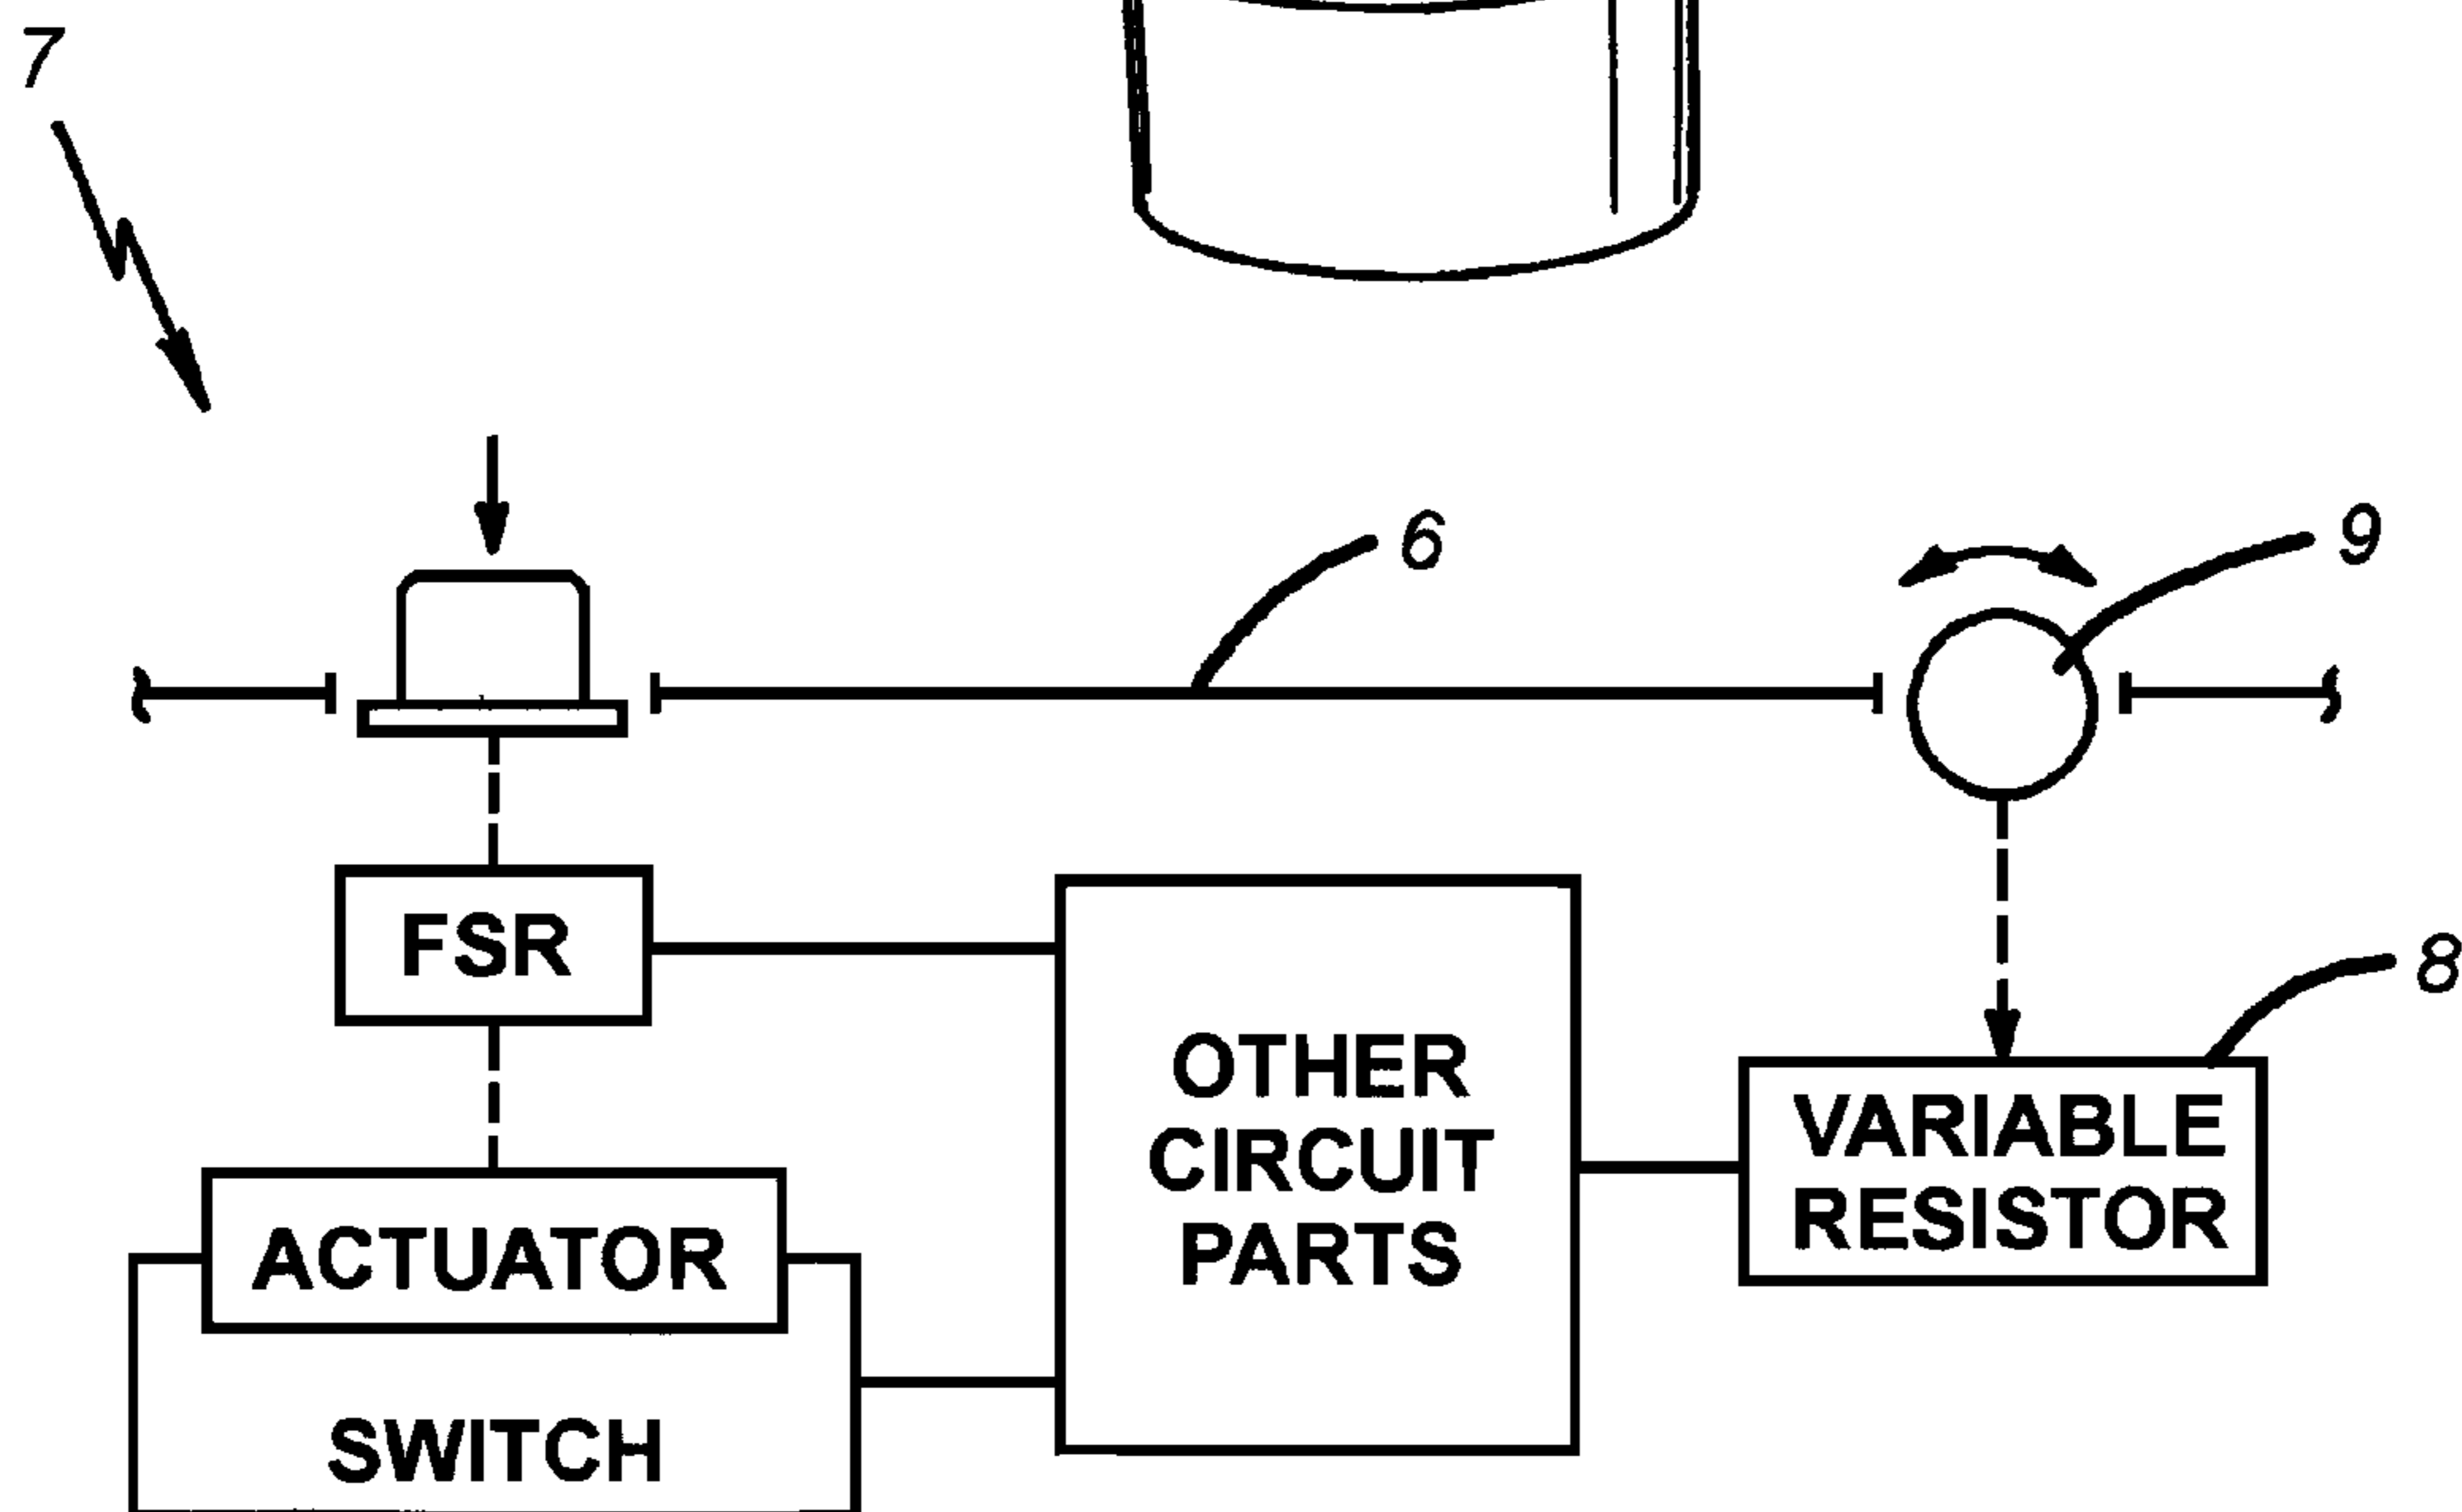 7
6
9
FSR
8
OTHER
CIRCUIT
PARTS
VARIABLE
RESISTOR
ACTUATOR
SWITCH